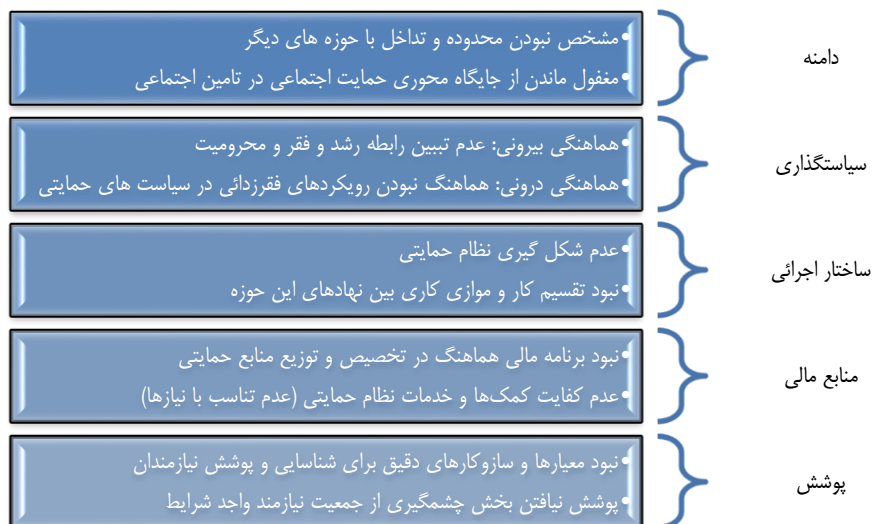 دامنه
•مشخص نبودن محدوده و تداخل با حوزه های دیگر
•مغفول ماندن از جایگاه محوری حمایت اجتماعی در تامین اجتماعی
سیاستگذاری
•هماهنگی بیرونی: عدم تببین رابطه رشد و فقر و محرومیت
•هماهنگی درونی: هماهنگ نبودن رویکردهای فقرزدائی در سیاست های حمایتی
ساختار اجرائی
•عدم شکل گیری نظام حمایتی
•نبود تقسیم کار و موازی کاری بین نهادهای این حوزه
منابع مالی
•نبود برنامه مالی هماهنگ در تخصیص و توزیع منابع حمایتی
•عدم کفایت کمک‌ها و خدمات نظام حمایتی (عدم تناسب با نیازها)
پوشش
•نبود معیارها و سازوکارهای دقیق برای شناسایی و پوشش نیازمندان
•پوشش نیافتن بخش چشمگیری از جمعیت نیازمند واجد شرایط